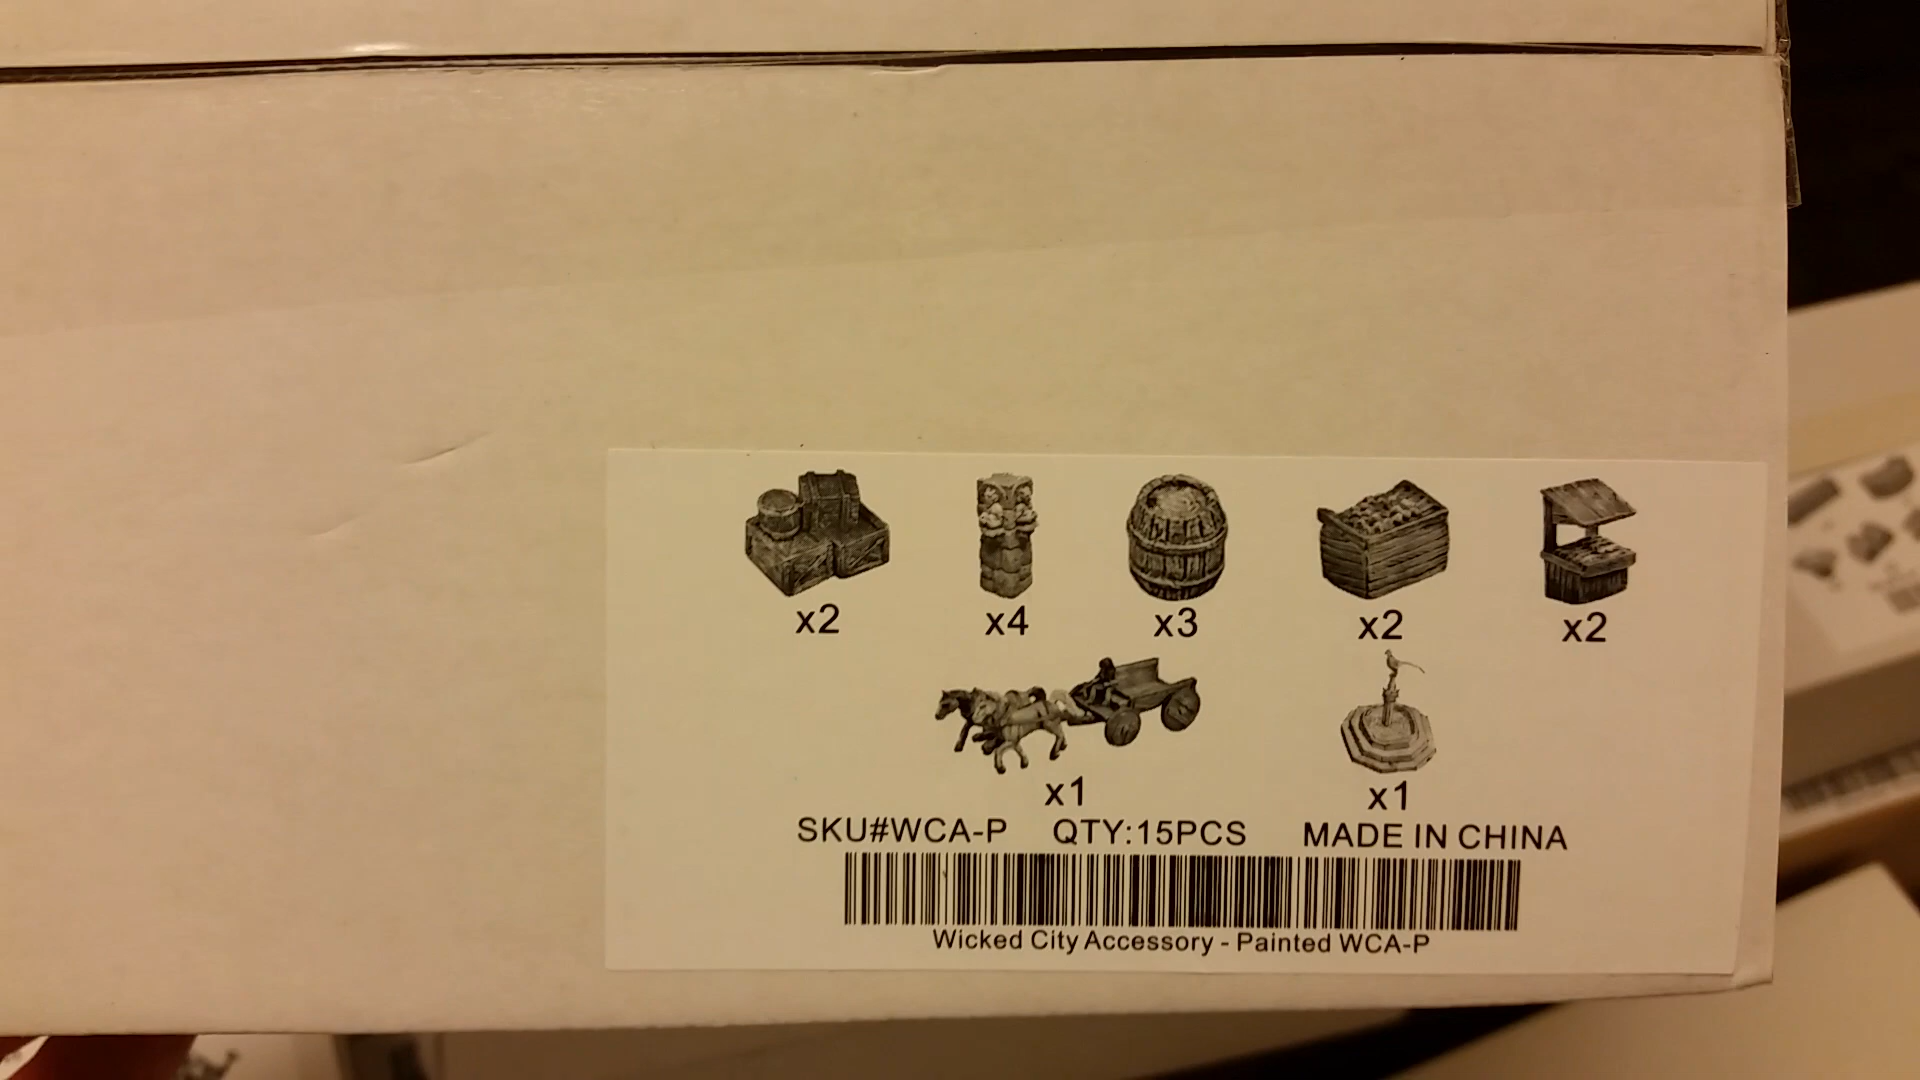 x2 x4 x3 x2 x2
x1 x1
SKU#WCA-P QTY:15PCS MADE IN CHINA
Wicked City Accessory - Painted WCA-P